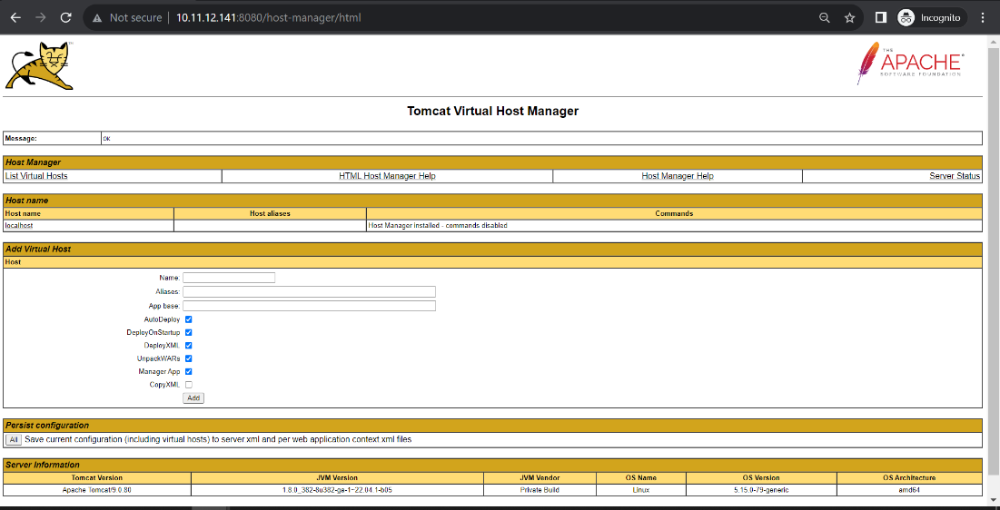 Not secure 10.11.12.141:8080/host-manager/html Incognito
THE
APACHE
SOFTWARE FOUNDATION
Tomcat Virtual Host Manager
Message: OK
Host Manager
List Virtual Hosts HTML Host Manager Help Host Manager Help Server Status
Host name
Host name Host aliases Commands
localhost Host Manager installed - commands disabled
Add Virtual Host
Host
Name:
Aliases:
App base:
AutoDeploy
DeployOnStartup
DeployXML
UnpackWARs
Manager App
CopyXML
Add
Persist configuration
All Save current configuration (including virtual hosts) to server xml and per web application context xml files
Server Information
Tomcat Version JVM Version JVM Vendor OS Name OS Version OS Architecture
Apache Tomcat/9.0.80 1.8.0_382-8u382-ga-1~22.04.1-b05 Private Build Linux 5.15.0-79-generic amd64